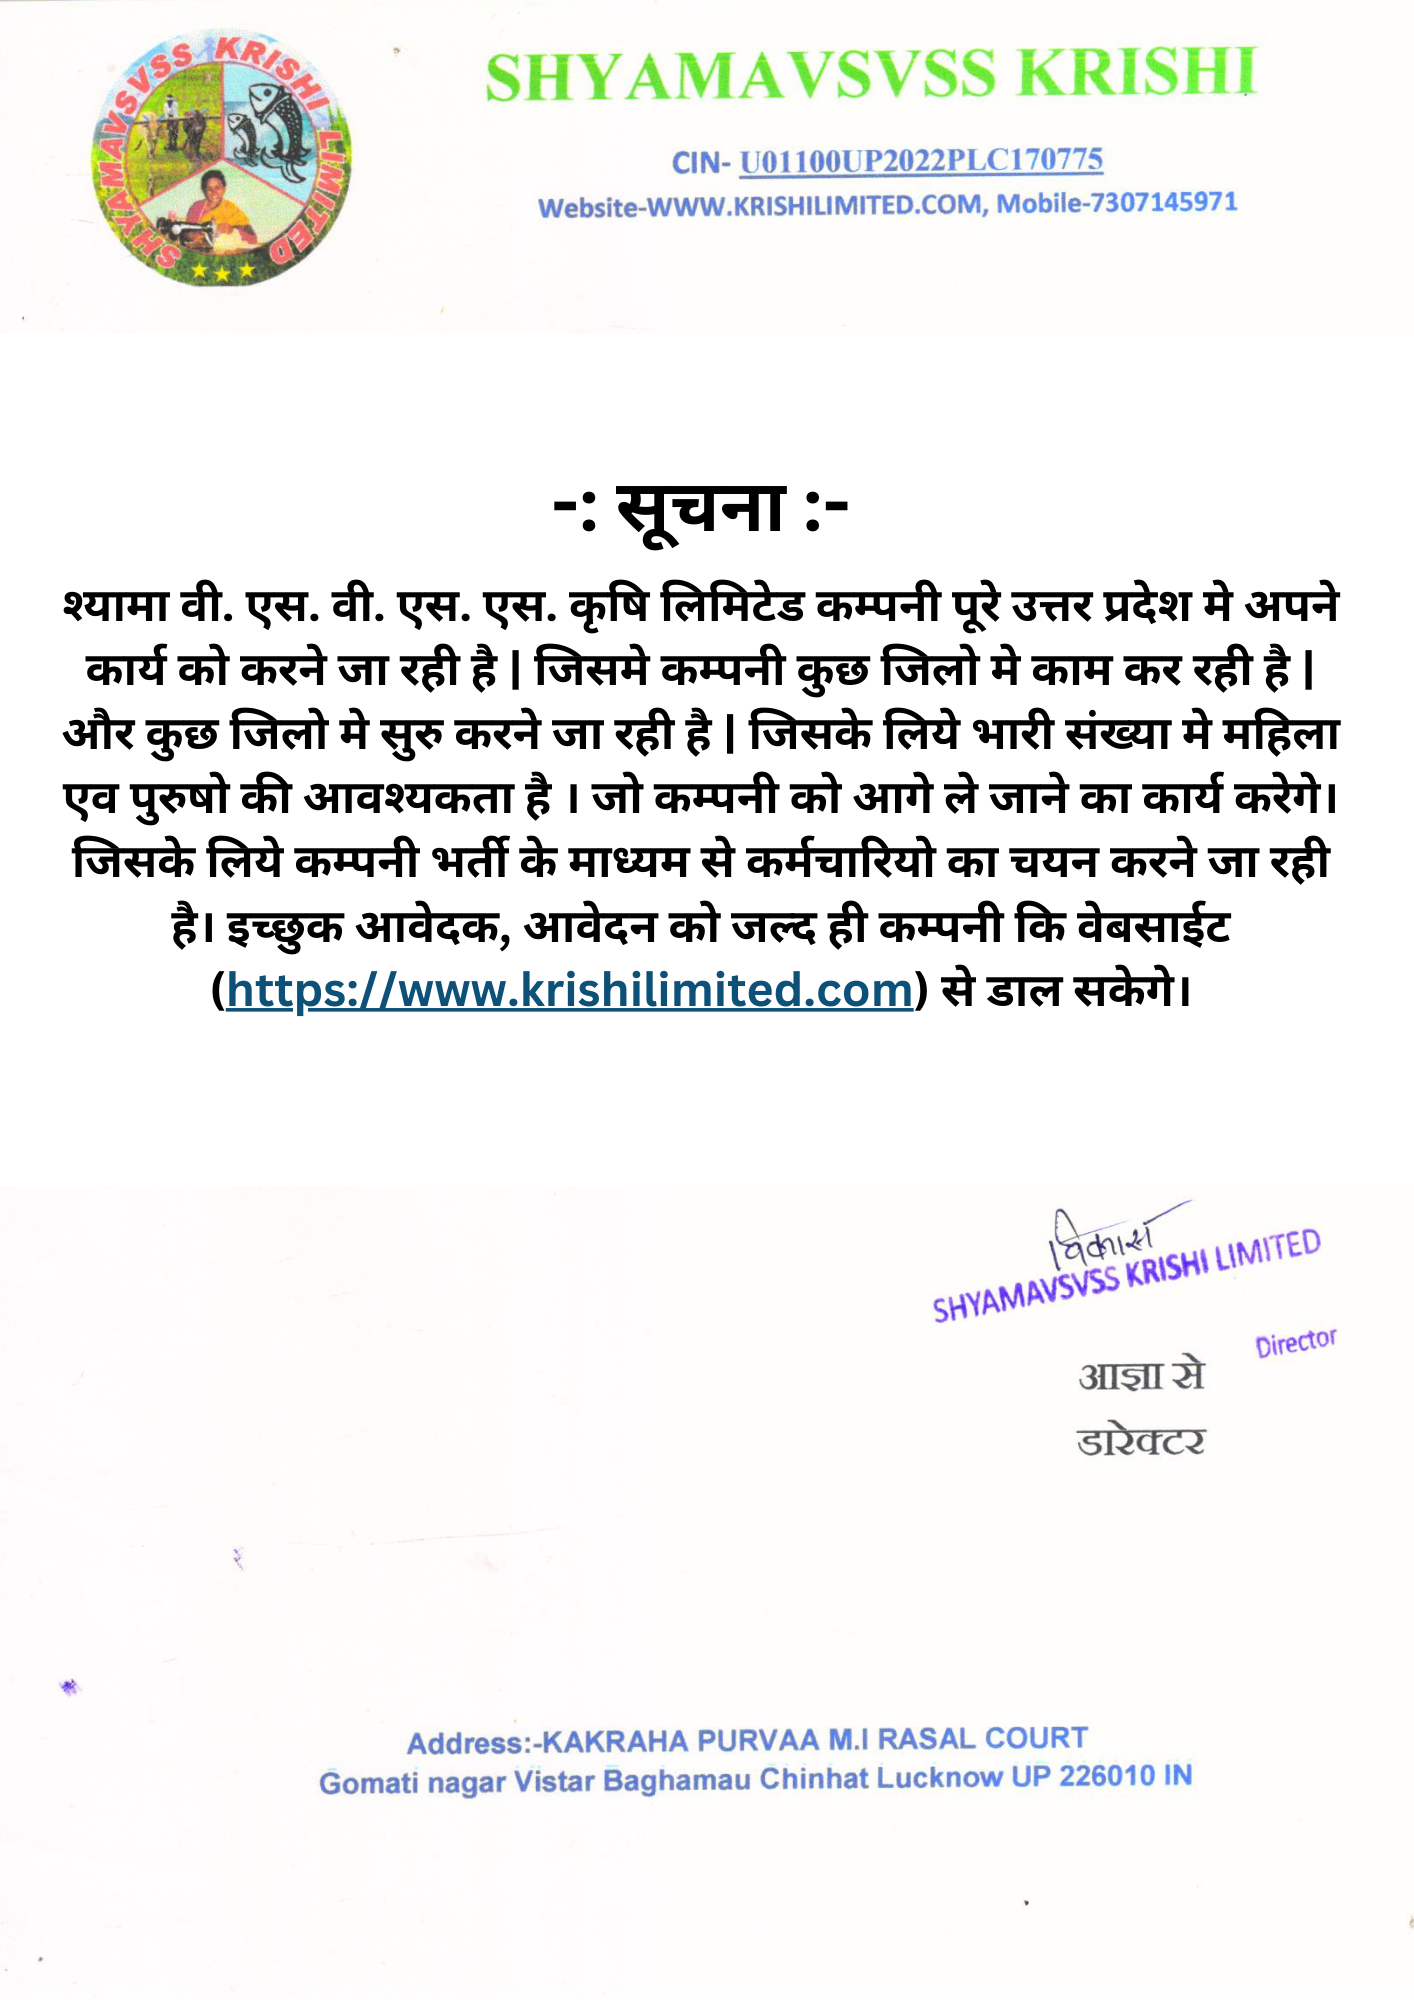 SHYAMAVSVSS KRISHI LIMITED
SHYAMAVSVSS KRISHI
CIN- U01100UP2022PLC170775
Website-WWW.KRISHILIMITED.COM, Mobile-7307145971
-: सूचना :-
श्यामा वी. एस. वी. एस. एस. कृषि लिमिटेड कम्पनी पूरे उत्तर प्रदेश मे अपने
कार्य को करने जा रही है | जिसमे कम्पनी कुछ जिलो मे काम कर रही है |
और कुछ जिलो मे सुरु करने जा रही है | जिसके लिये भारी संख्या मे महिला
एव पुरुषो की आवश्यकता है । जो कम्पनी को आगे ले जाने का कार्य करेगे।
जिसके लिये कम्पनी भर्ती के माध्यम से कर्मचारियो का चयन करने जा रही
है। इच्छुक आवेदक, आवेदन को जल्द ही कम्पनी कि वेबसाईट
(https://www.krishilimited.com) से डाल सकेगे।
विकास
SHYAMAVSVSS KRISHI LIMITED
Director
आज्ञा से
डारेक्टर
Address:-KAKRAHA PURVAA M.I RASAL COURT
Gomati nagar Vistar Baghamau Chinhat Lucknow UP 226010 IN